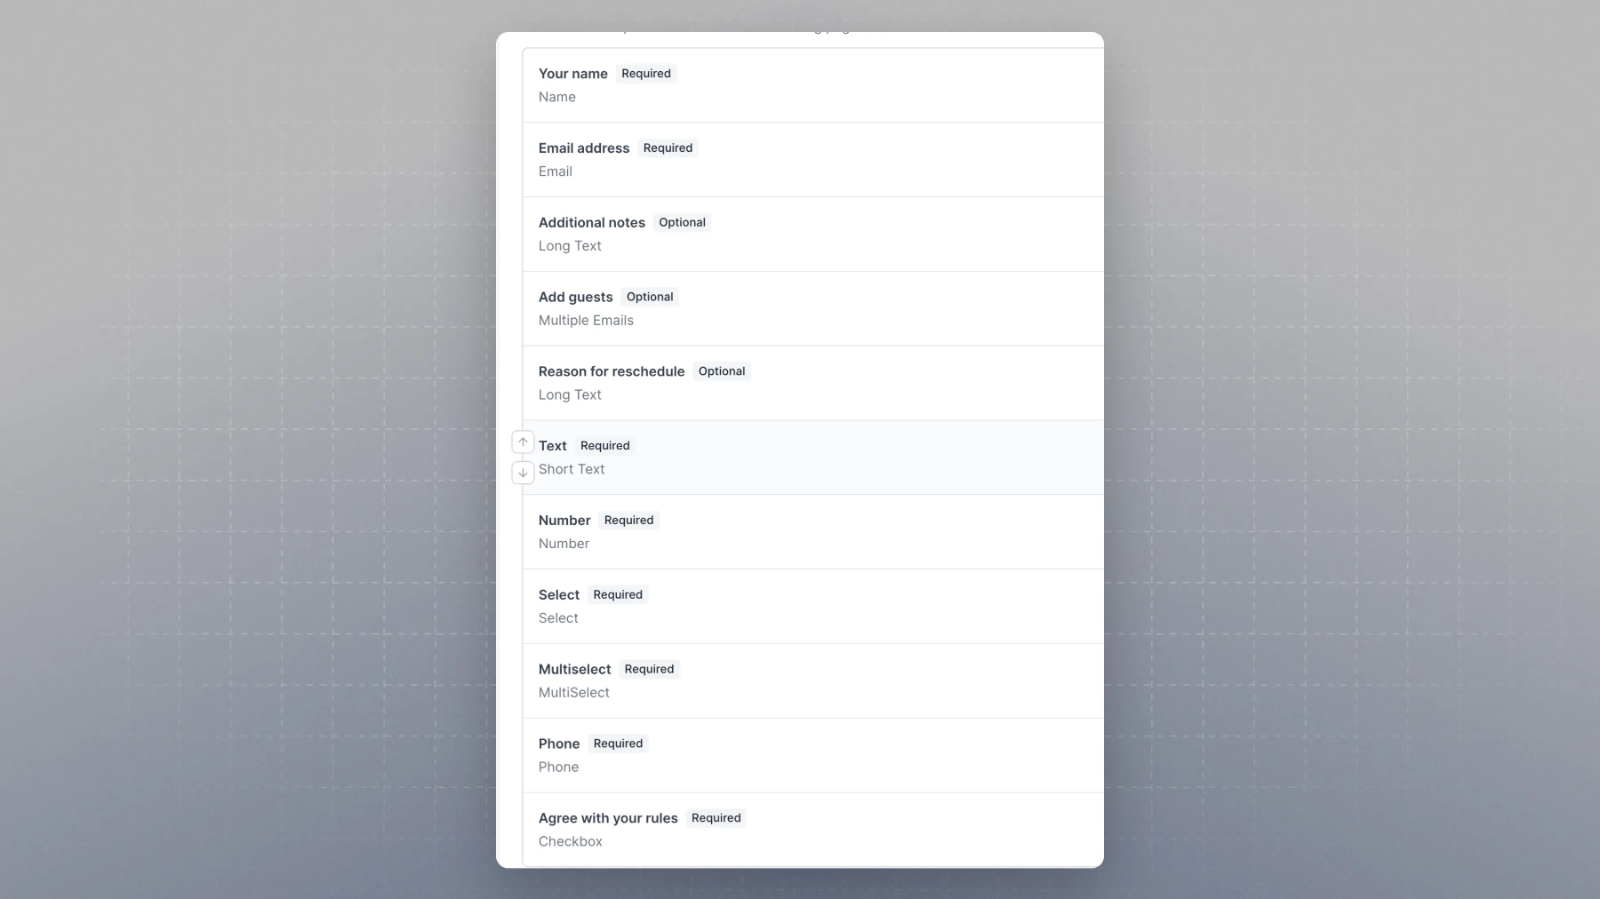 Your name Required
Name
Email address Required
Email
Additional notes Optional
Long Text
Add guests Optional
Multiple Emails
Reason for reschedule Optional
Long Text
Text Required
Short Text
Number Required
Number
Select Required
Select
Multiselect Required
MultiSelect
Phone Required
Phone
Agree with your rules Required
Checkbox